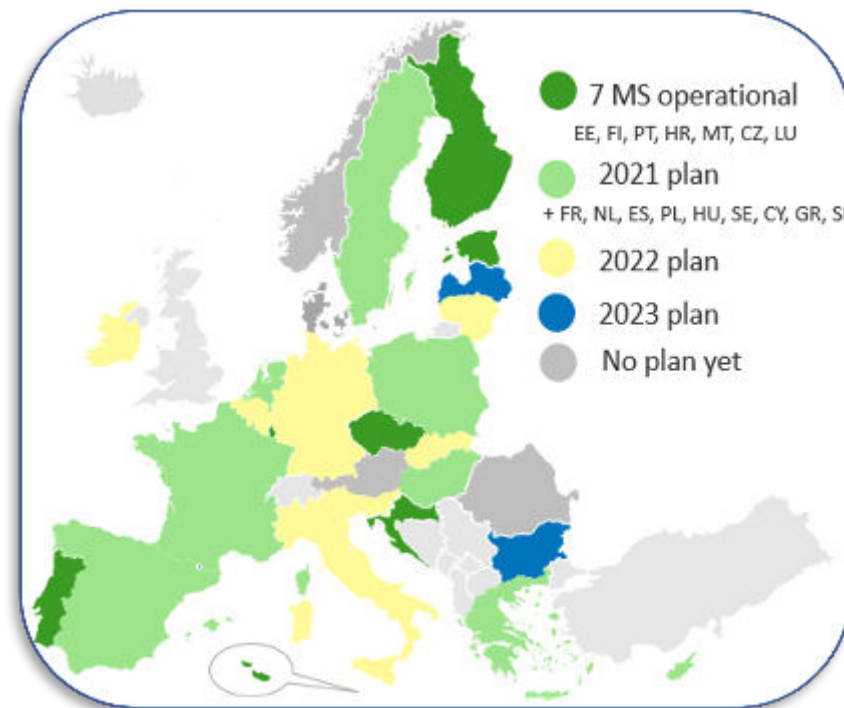 7 MS operational
EE, FI, PT, HR, MT, CZ, LU
2021 plan
+ FR, NL, ES, PL, HU, SE, CY, GR,
2022 plan
2023 plan
No plan yet